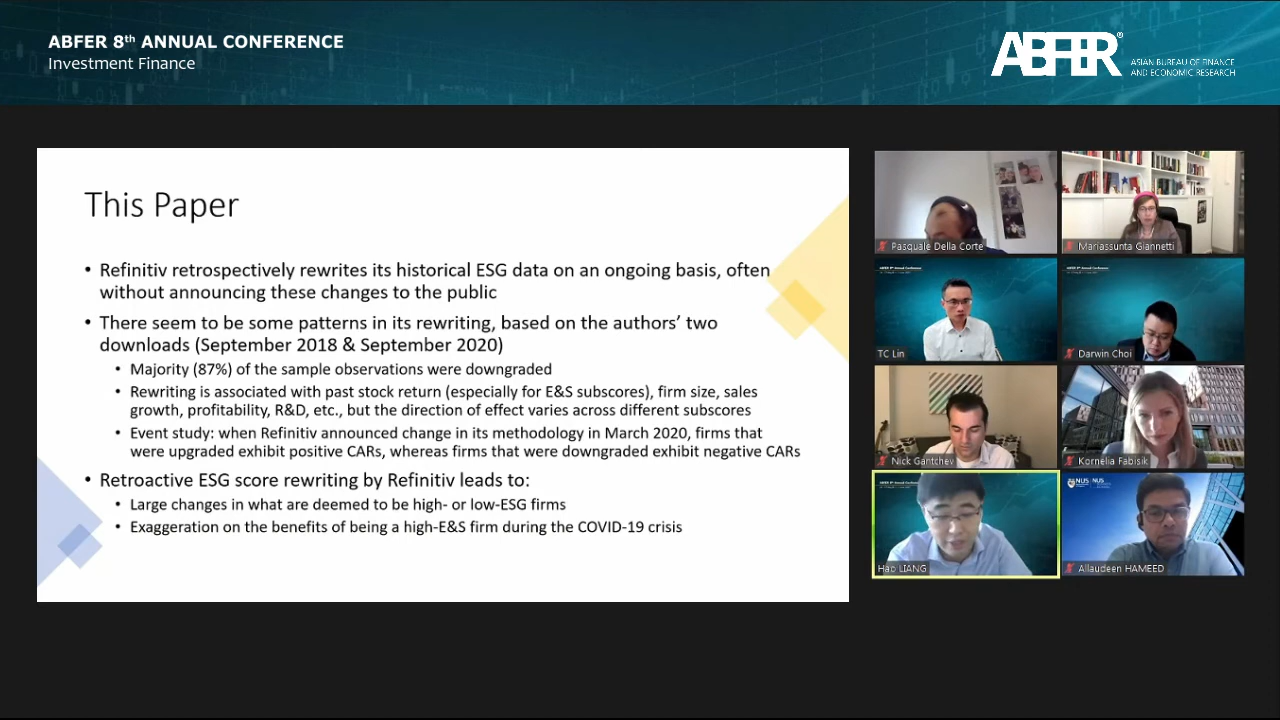 ABFER 8th ANNUAL CONFERENCE
Investment Finance
ABFER®
ASIAN BUREAU OF FINANCE
AND ECONOMIC RESEARCH
This Paper
• Refinitiv retrospectively rewrites its historical ESG data on an ongoing basis, often
without announcing these changes to the public
• There seem to be some patterns in its rewriting, based on the authors’ two
downloads (September 2018 & September 2020)
• Majority (87%) of the sample observations were downgraded
• Rewriting is associated with past stock return (especially for E&S subscores), firm size, sales
growth, profitability, R&D, etc., but the direction of effect varies across different subscores
• Event study: when Refinitiv announced change in its methodology in March 2020, firms that
were upgraded exhibit positive CARs, whereas firms that were downgraded exhibit negative CARs
• Retroactive ESG score rewriting by Refinitiv leads to:
• Large changes in what are deemed to be high- or low-ESG firms
• Exaggeration on the benefits of being a high-E&S firm during the COVID-19 crisis
Pasquale Della Corte
Mariassunta Giannetti
TC Lin
Darwin Choi
Nick Gantchev
Kornelia Fabisik
Hao LIANG
NUS
NUS
Allaudeen HAMEED